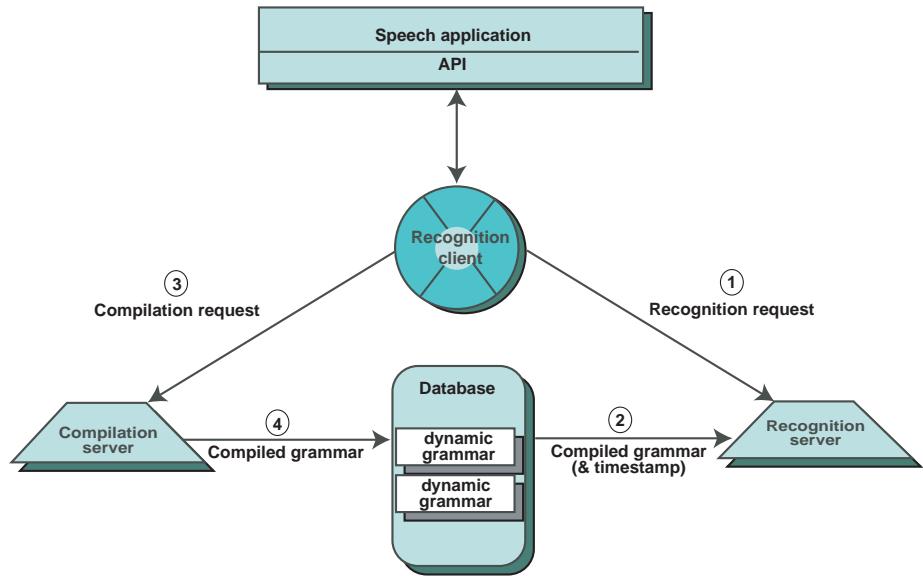 Speech application
API
Recognition
client
3
Compilation request
1
Recognition request
Compilation
server
4
Compiled grammar
Database
dynamic
grammar
dynamic
grammar
2
Compiled grammar
(& timestamp)
Recognition
server